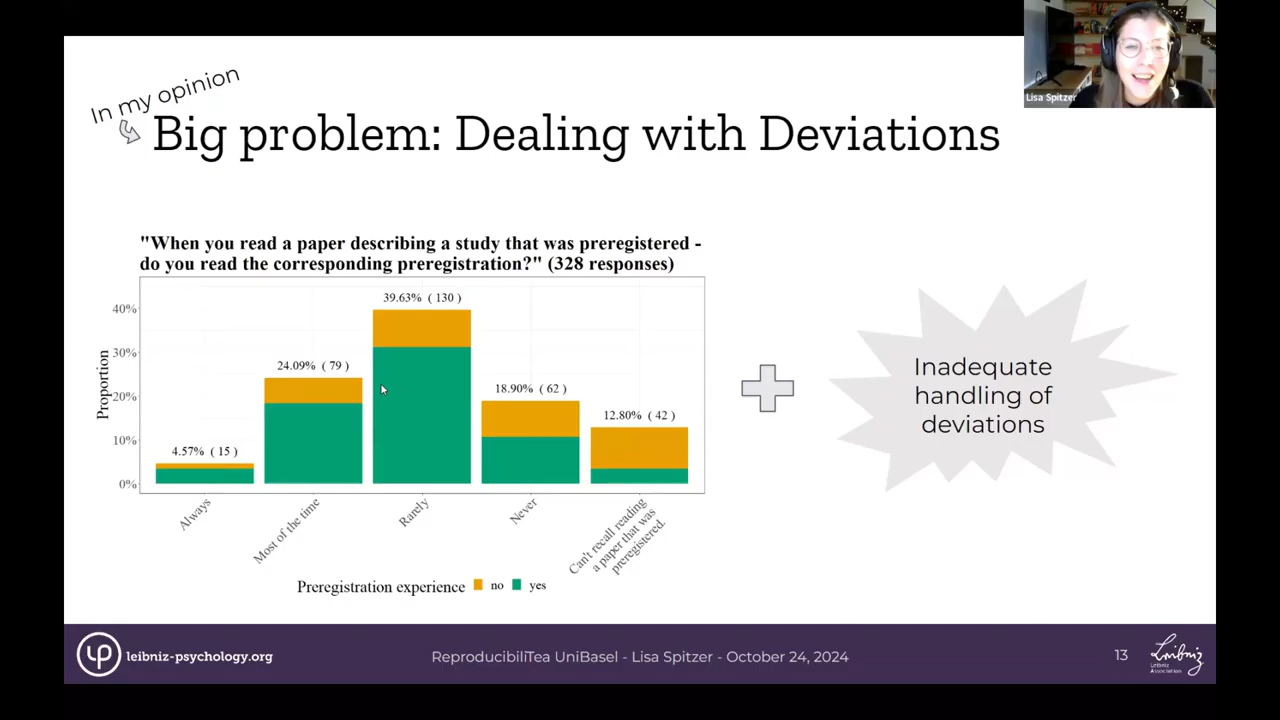 Lisa Spitzer
In my opinion
Big problem: Dealing with Deviations
"When you read a paper describing a study that was preregistered -
do you read the corresponding preregistration?" (328 responses)
Proportion
40%
30%
20%
10%
0%
4.57% ( 15 )
24.09% ( 79 )
39.63% ( 130 )
18.90% ( 62 )
12.80% ( 42 )
Always
Most of the time
Rarely
Never
Can't recall reading
a paper that was
preregistered.
Preregistration experience no yes
Inadequate
handling of
deviations
leibniz-psychology.org
ReproducibiliTea UniBasel - Lisa Spitzer - October 24, 2024
13
Leibniz
Leibniz
Association